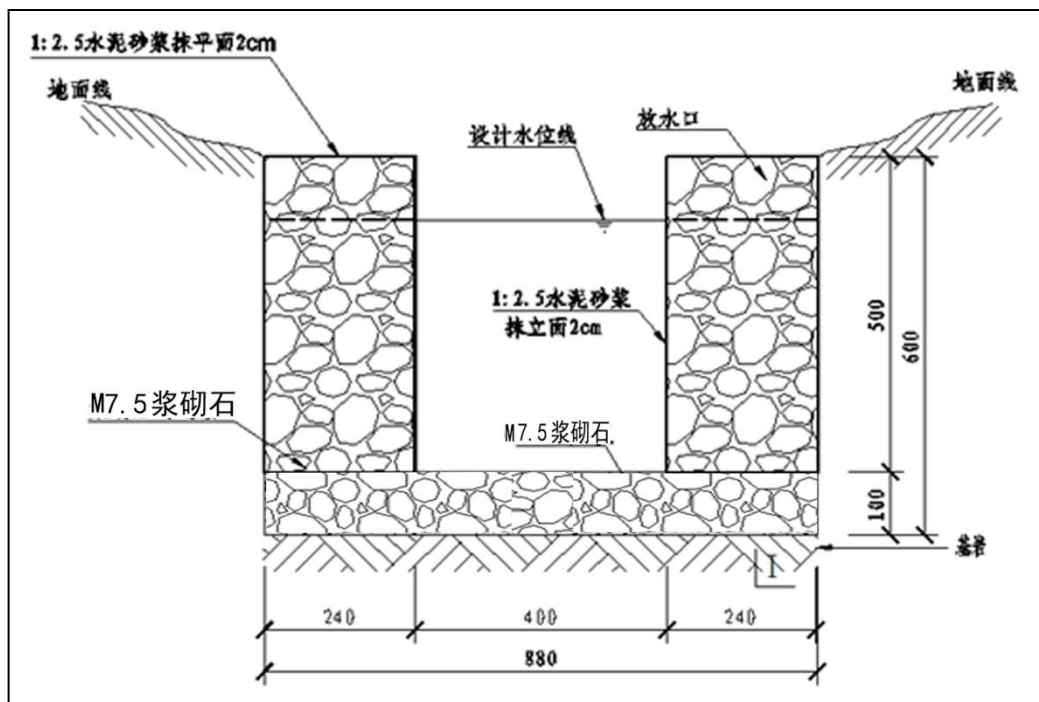 1:2.5水泥砂浆抹平面2cm
地面线
地面线
设计水位线
放水口
1:2.5水泥砂浆
抹立面2cm
500
600
M7.5浆砌石
M7.5浆砌石
100
基岩
I
240
400
240
880